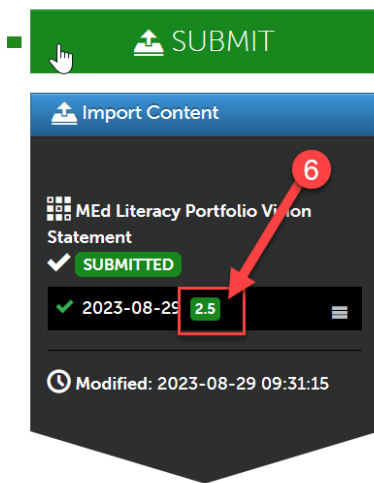 SUBMIT
Import Content
6
MEd Literacy Portfolio Vision
Statement
SUBMITTED
2023-08-29 2.5
Modified: 2023-08-29 09:31:15